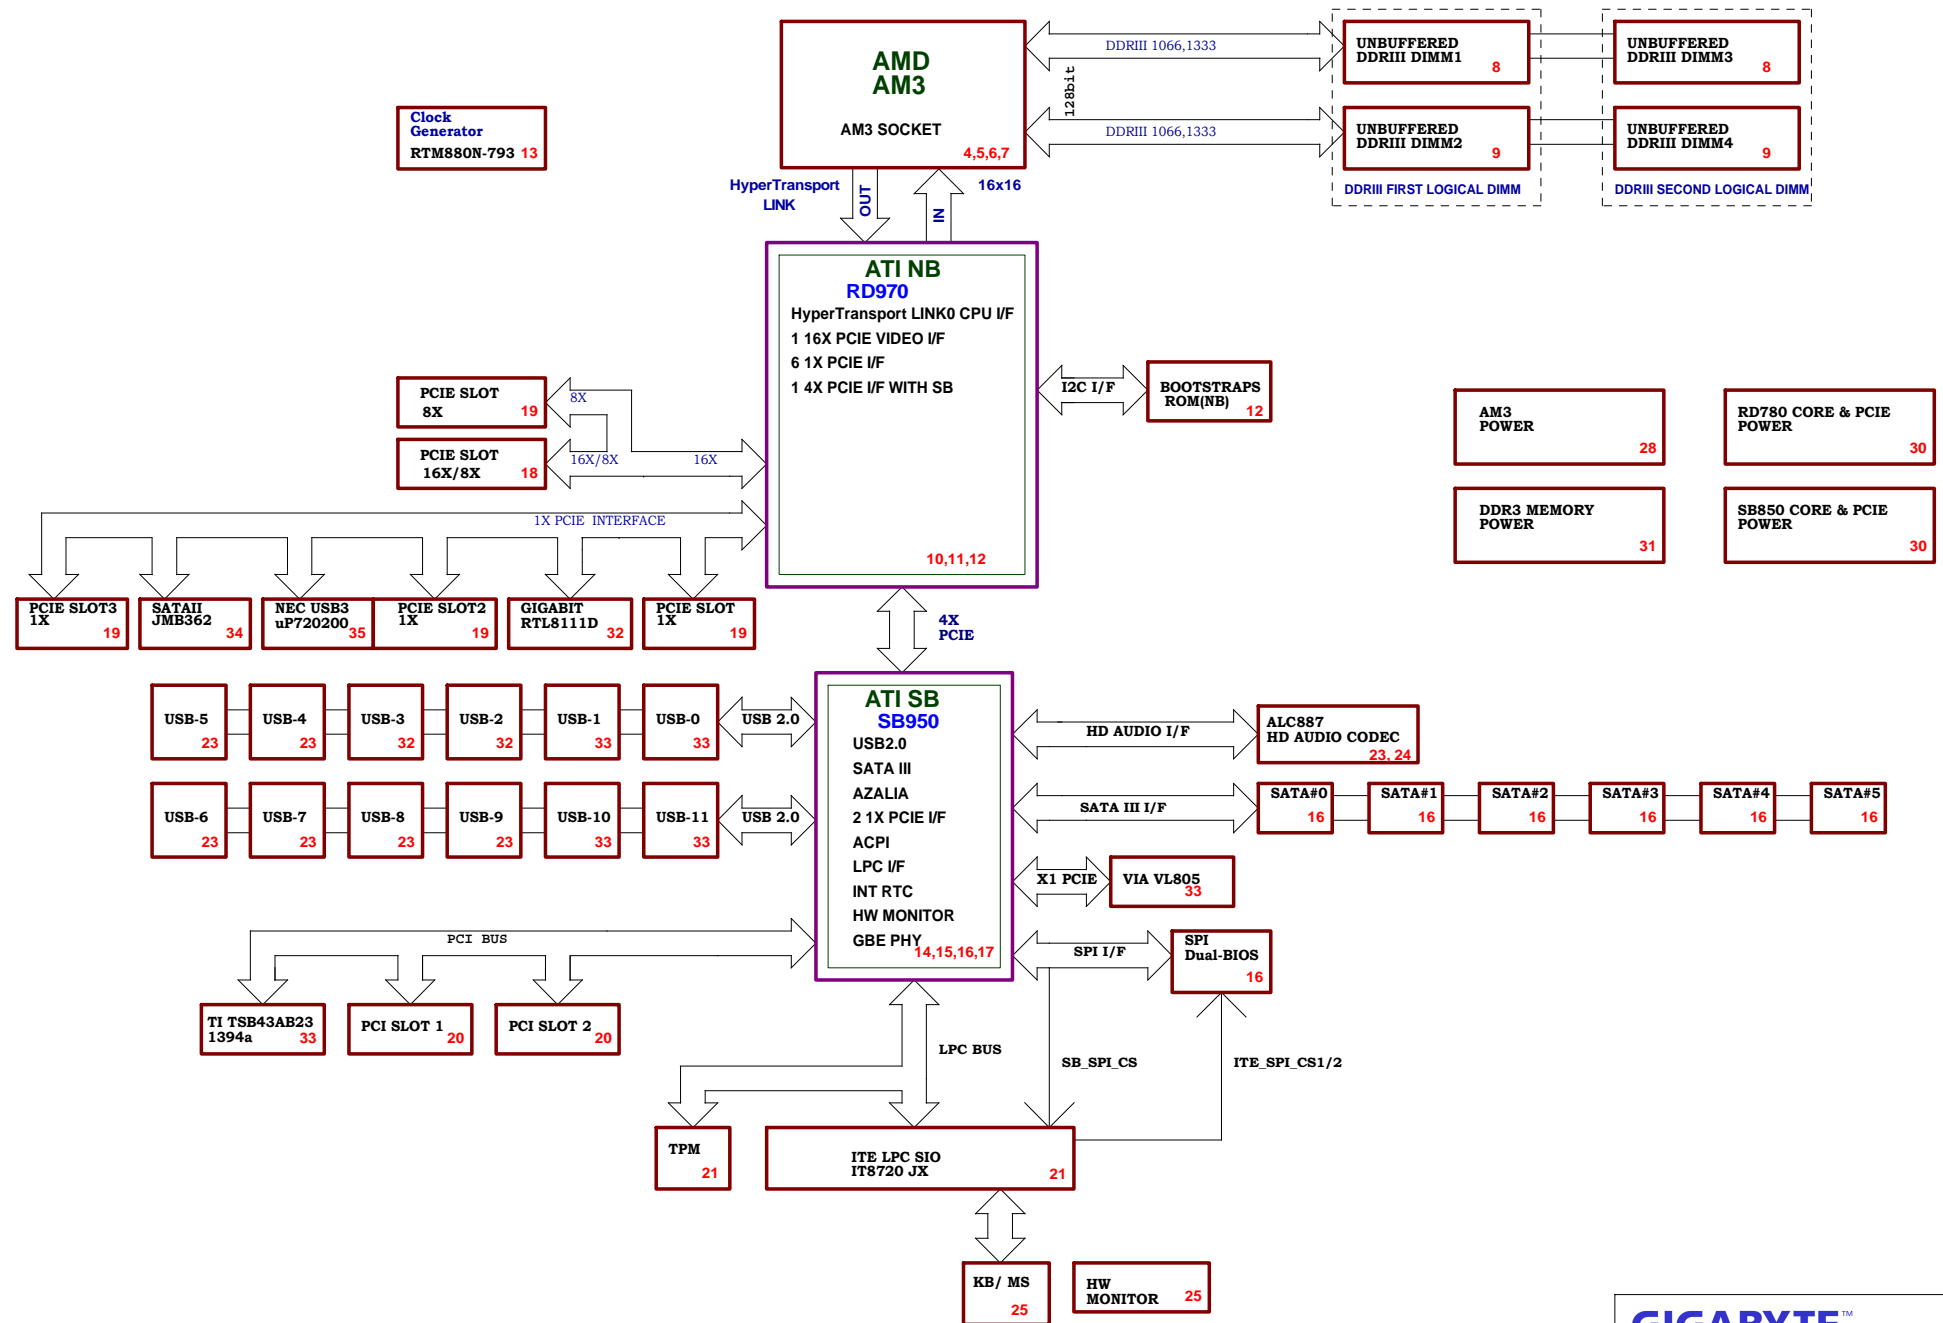 AMD
AM3
AM3 SOCKET
4,5,6,7
DDRIII 1066,1333
128bit
DDRIII 1066,1333
UNBUFFERED
DDRIII DIMM1
8
UNBUFFERED
DDRIII DIMM3
8
UNBUFFERED
DDRIII DIMM2
9
UNBUFFERED
DDRIII DIMM4
9
DDRIII FIRST LOGICAL DIMM
DDRIII SECOND LOGICAL DIMM
Clock
Generator
RTM880N-793 13
HyperTransport
LINK
OUT
IN
16x16
ATI NB
RD970
HyperTransport LINK0 CPU I/F
1 16X PCIE VIDEO I/F
6 1X PCIE I/F
1 4X PCIE I/F WITH SB
10,11,12
I2C I/F
BOOTSTRAPS
ROM(NB)
12
PCIE SLOT
8X
19
8X
PCIE SLOT
16X/8X
18
16X/8X
16X
1X PCIE INTERFACE
AM3
POWER
28
RD780 CORE & PCIE
POWER
30
DDR3 MEMORY
POWER
31
SB850 CORE & PCIE
POWER
30
PCIE SLOT3
1X
19
SATAII
JMB362
34
NEC USB3
uP720200
35
PCIE SLOT2
1X
19
GIGABIT
RTL8111D
32
PCIE SLOT
1X
19
4X
PCIE
ATI SB
SB950
USB2.0
SATA III
AZALIA
2 1X PCIE I/F
ACPI
LPC I/F
INT RTC
HW MONITOR
GBE PHY
14,15,16,17
USB-5
23
USB-4
23
USB-3
32
USB-2
32
USB-1
33
USB-0
33
USB 2.0
USB-6
23
USB-7
23
USB-8
23
USB-9
23
USB-10
33
USB-11
33
USB 2.0
HD AUDIO I/F
ALC887
HD AUDIO CODEC
23, 24
SATA III I/F
SATA#0
16
SATA#1
16
SATA#2
16
SATA#3
16
SATA#4
16
SATA#5
16
X1 PCIE
VIA VL805
33
SPI I/F
SPI
Dual-BIOS
16
PCI BUS
TI TSB43AB23
1394a
33
PCI SLOT 1
20
PCI SLOT 2
20
LPC BUS
SB_SPI_CS
ITE_SPI_CS1/2
TPM
21
ITE LPC SIO
IT8720 JX
21
KB/ MS
25
HW
MONITOR
25
GIGABYTE™